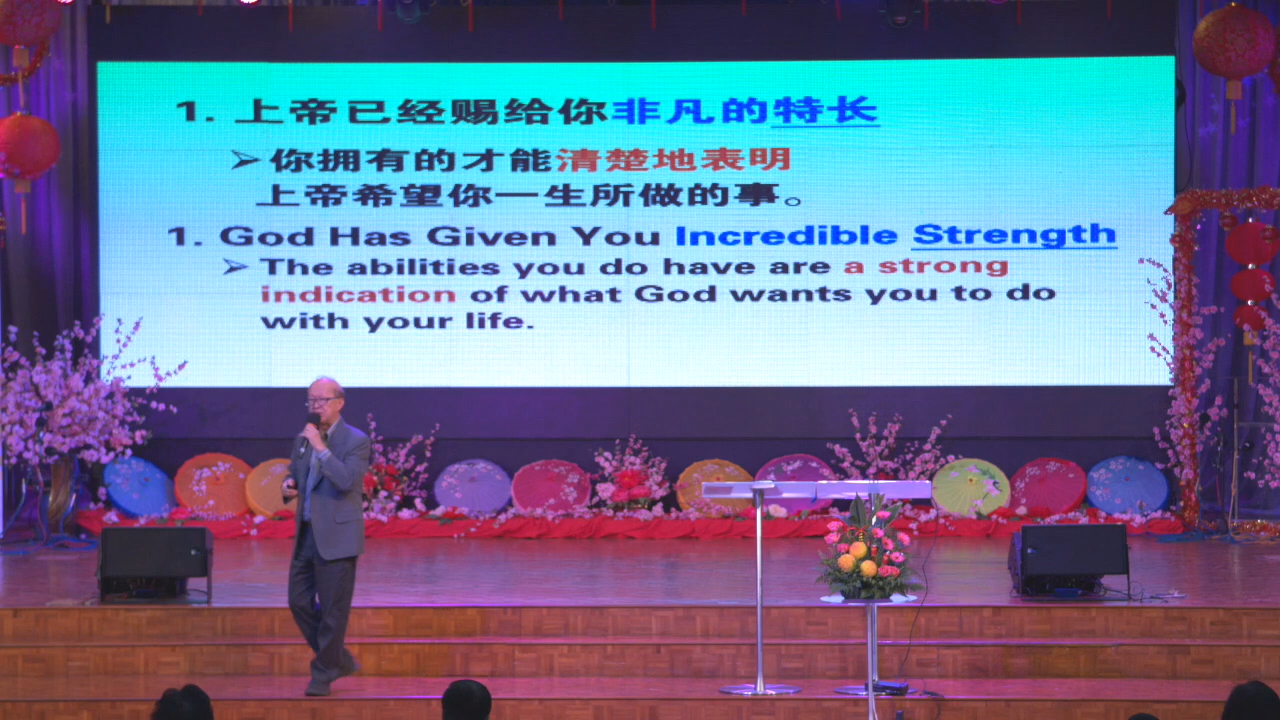 1. 上帝已经赐给你非凡的特长
➢你拥有的才能清楚地表明
上帝希望你一生所做的事。
1. God Has Given You Incredible Strength
➢ The abilities you do have are a strong
indication of what God wants you to do
with your life.